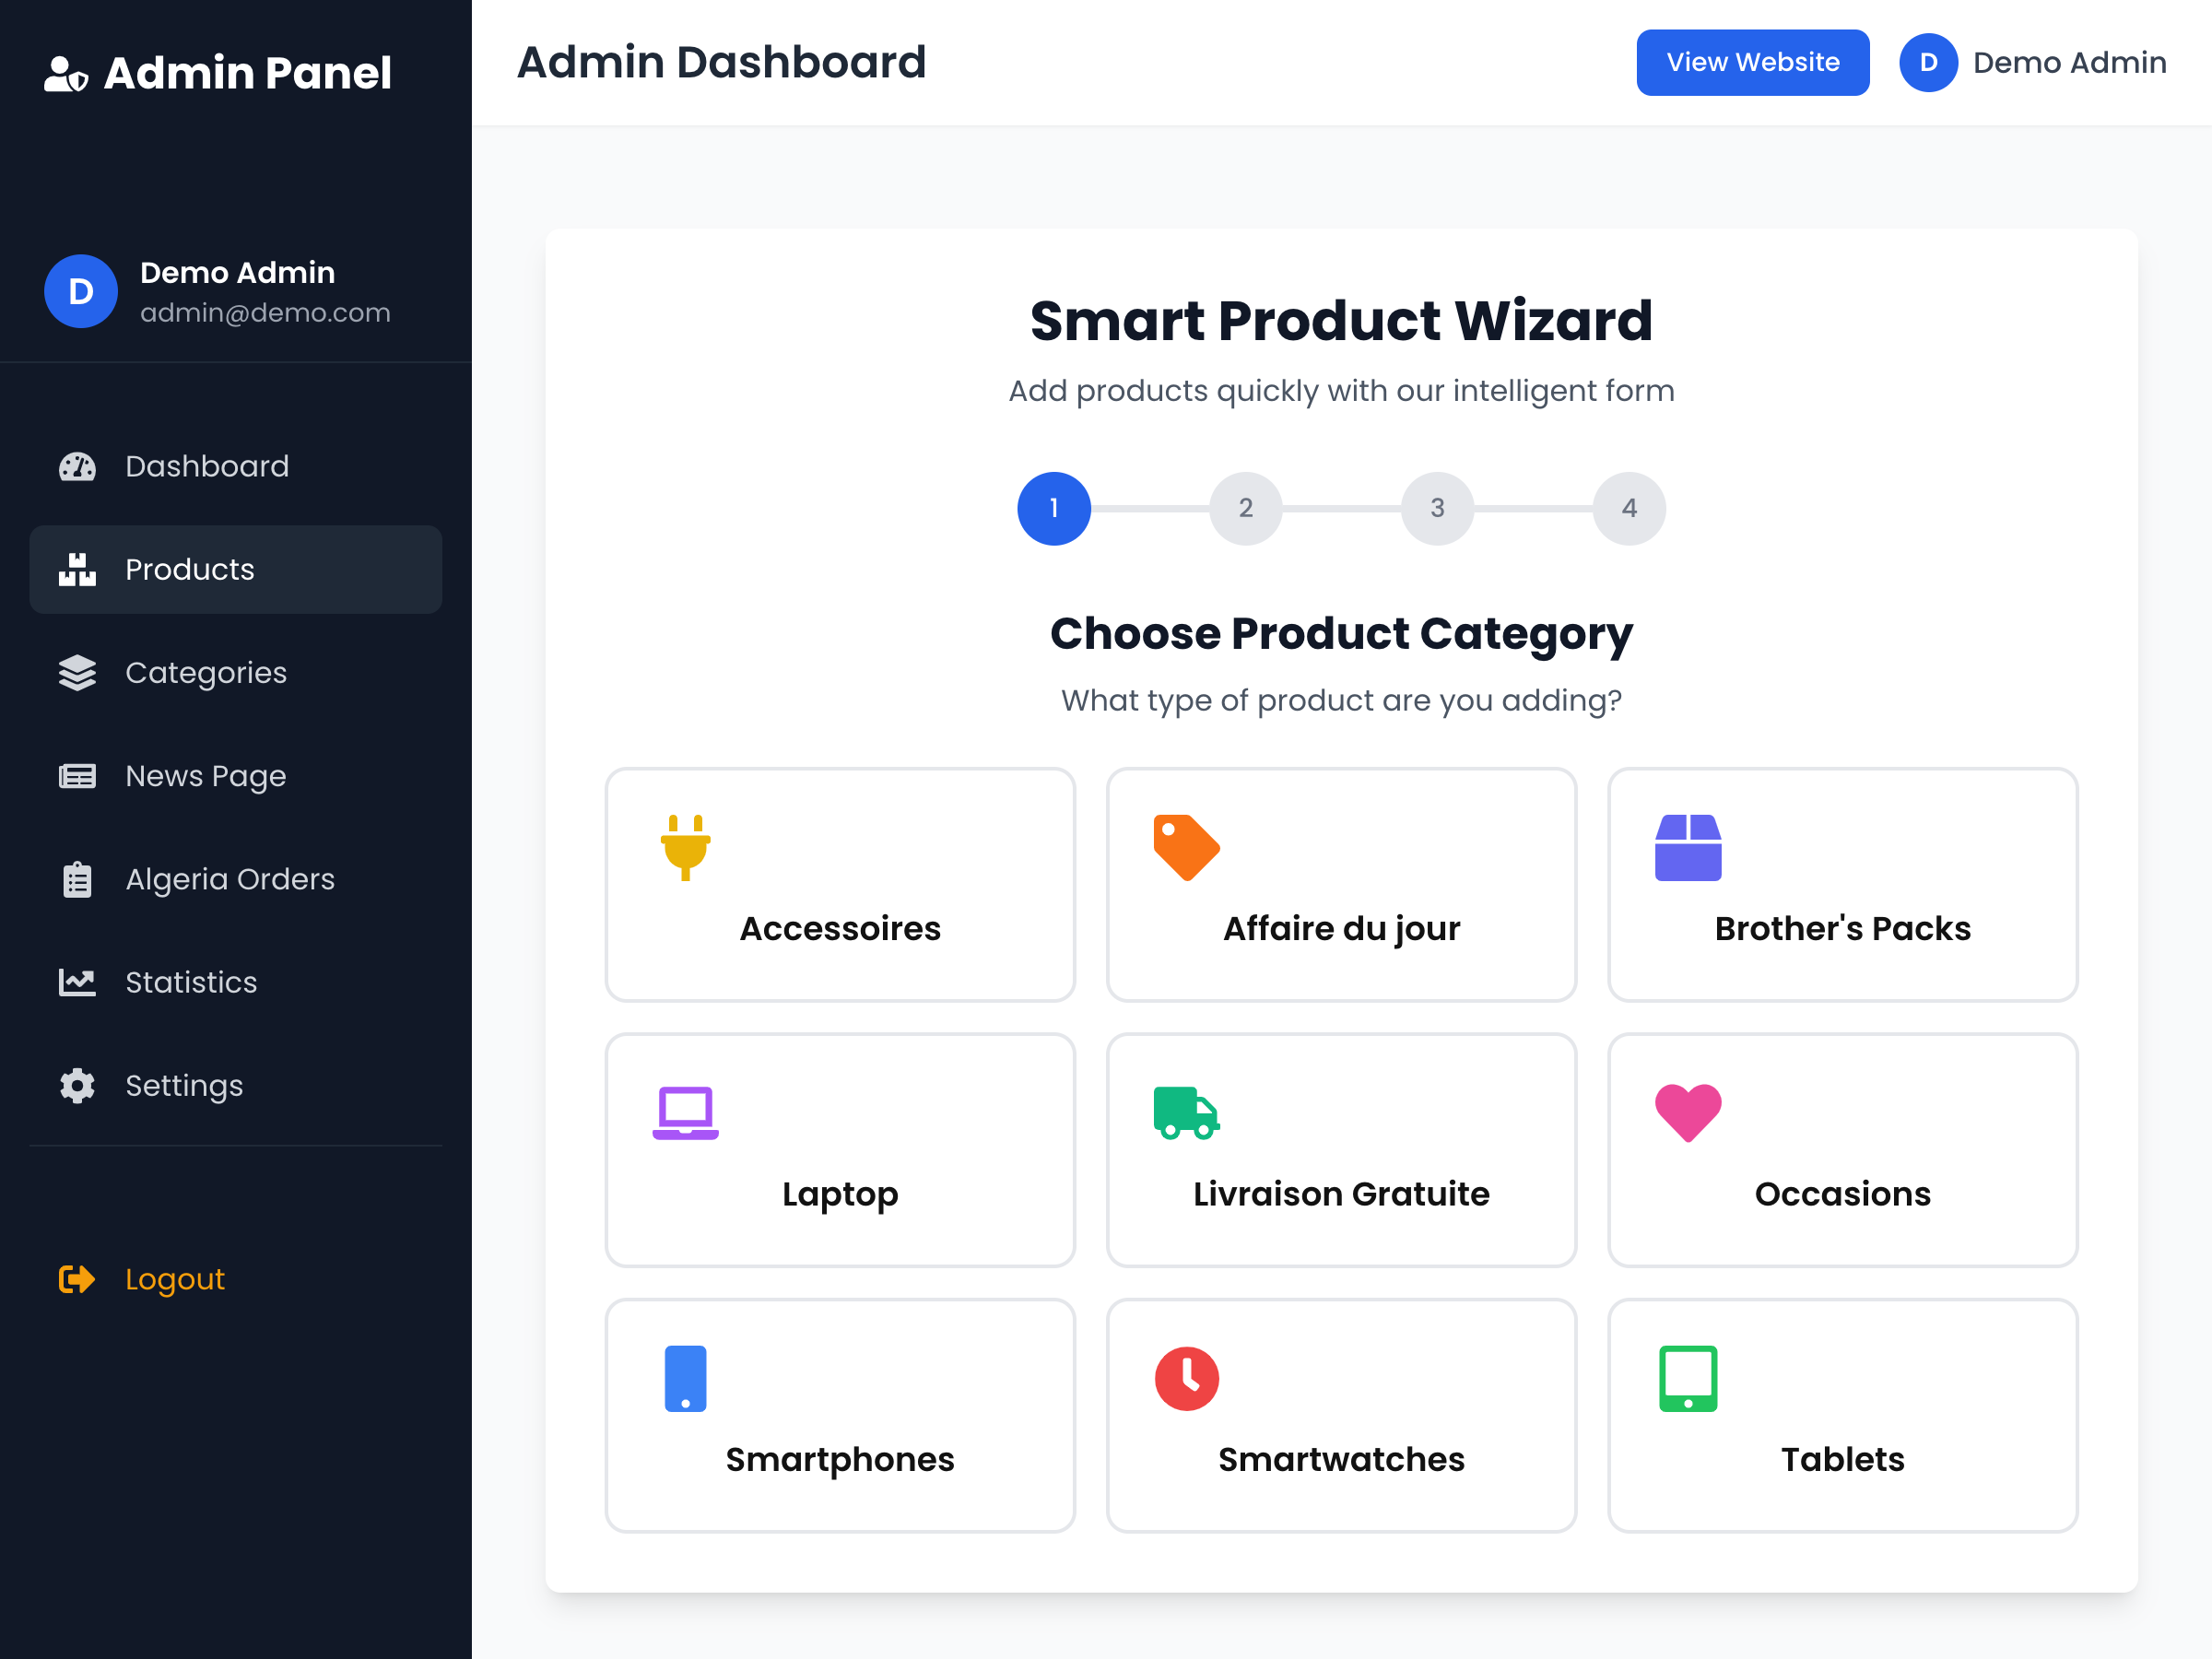 Admin Panel
D
Demo Admin
admin@demo.com
Dashboard
Products
Categories
News Page
Algeria Orders
Statistics
Settings
Logout
Admin Dashboard
View Website
D
Demo Admin
Smart Product Wizard
Add products quickly with our intelligent form
1
2
3
4
Choose Product Category
What type of product are you adding?
Accessoires
Affaire du jour
Brother's Packs
Laptop
Livraison Gratuite
Occasions
Smartphones
Smartwatches
Tablets